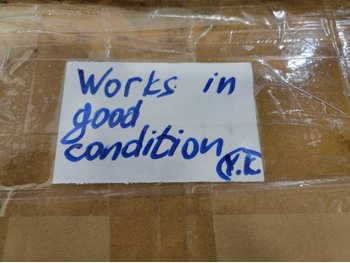 Works in
good
condition
Y.K